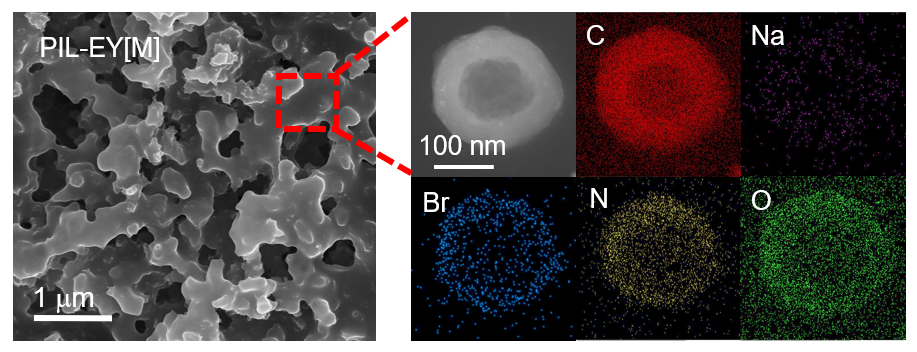 PIL-EY[M]
1 μm
100 nm
C
Na
Br
N
O